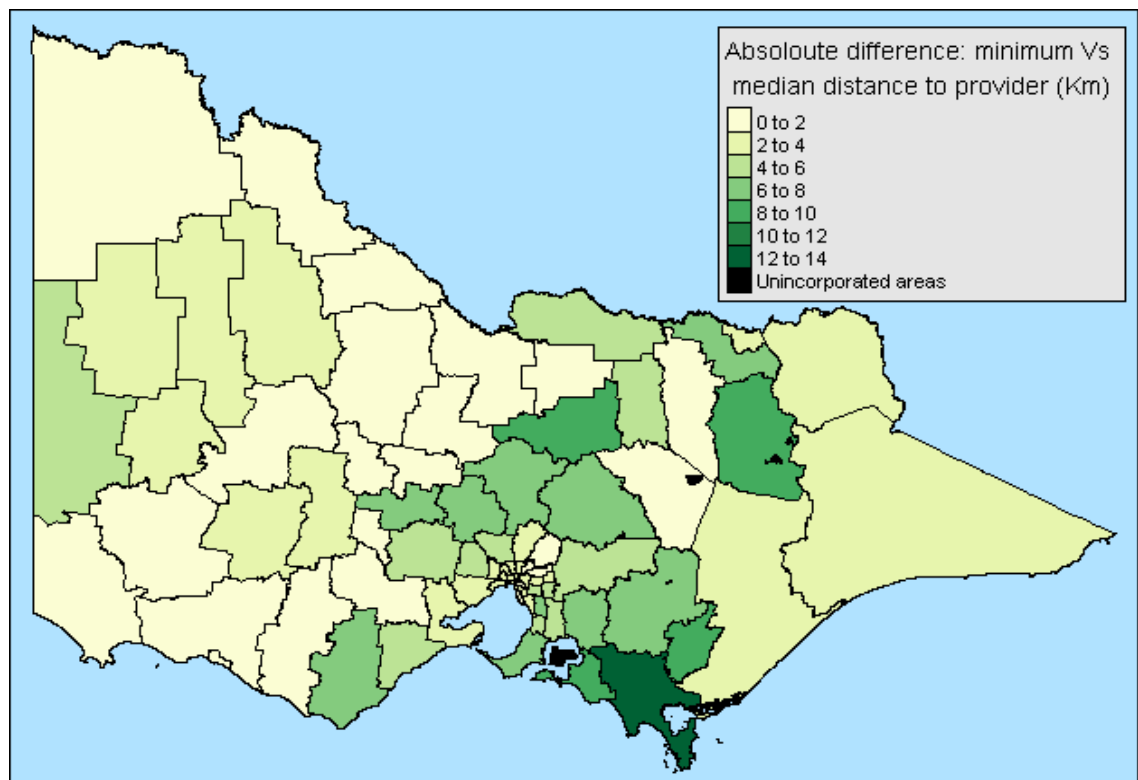 Absoloute difference: minimum Vs
median distance to provider (Km)
0 to 2
2 to 4
4 to 6
6 to 8
8 to 10
10 to 12
12 to 14
Unincorporated areas